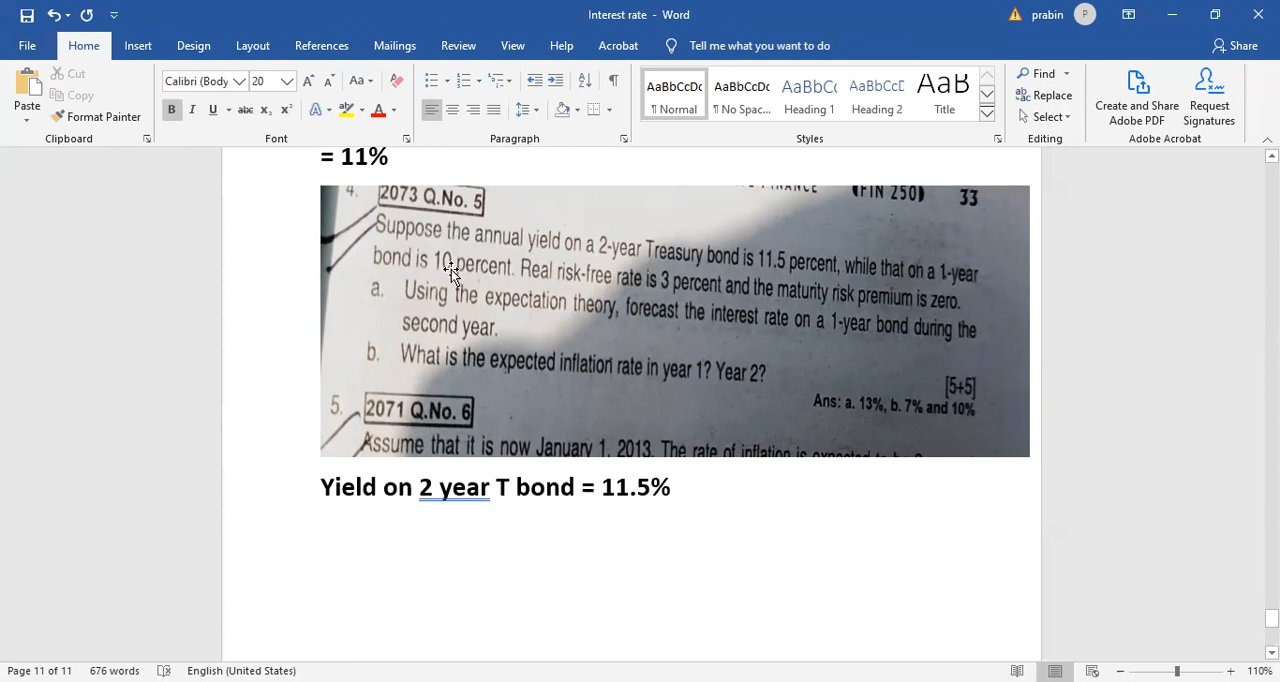 Interest rate - Word
prabin
P
File Home Insert Design Layout References Mailings Review View Help Acrobat Tell me what you want to do Share
Paste
Cut
Copy
Format Painter
Clipboard
Calibri (Body 20
Font
Paragraph
AaBbCcDc
¶ Normal
AaBbCcDc
¶ No Spac...
AaBbCc
Heading 1
AaBbCcC
Heading 2
AaB
Title
Styles
Find
Replace
Select
Editing
Create and Share
Adobe PDF
Request
Signatures
Adobe Acrobat
= 11%
(FIN 250) 33
4. 2073 Q.No. 5
Suppose the annual yield on a 2-year Treasury bond is 11.5 percent, while that on a 1-year
bond is 10 percent. Real risk-free rate is 3 percent and the maturity risk premium is zero.
a. Using the expectation theory, forecast the interest rate on a 1-year bond during the
second year.
b. What is the expected inflation rate in year 1? Year 2?
[5+5]
Ans: a. 13%, b. 7% and 10%
5. 2071 Q.No. 6
Assume that it is now January 1, 2013. The rate of inflation is expected to be
Yield on 2 year T bond = 11.5%
Page 11 of 11 676 words English (United States) 110%